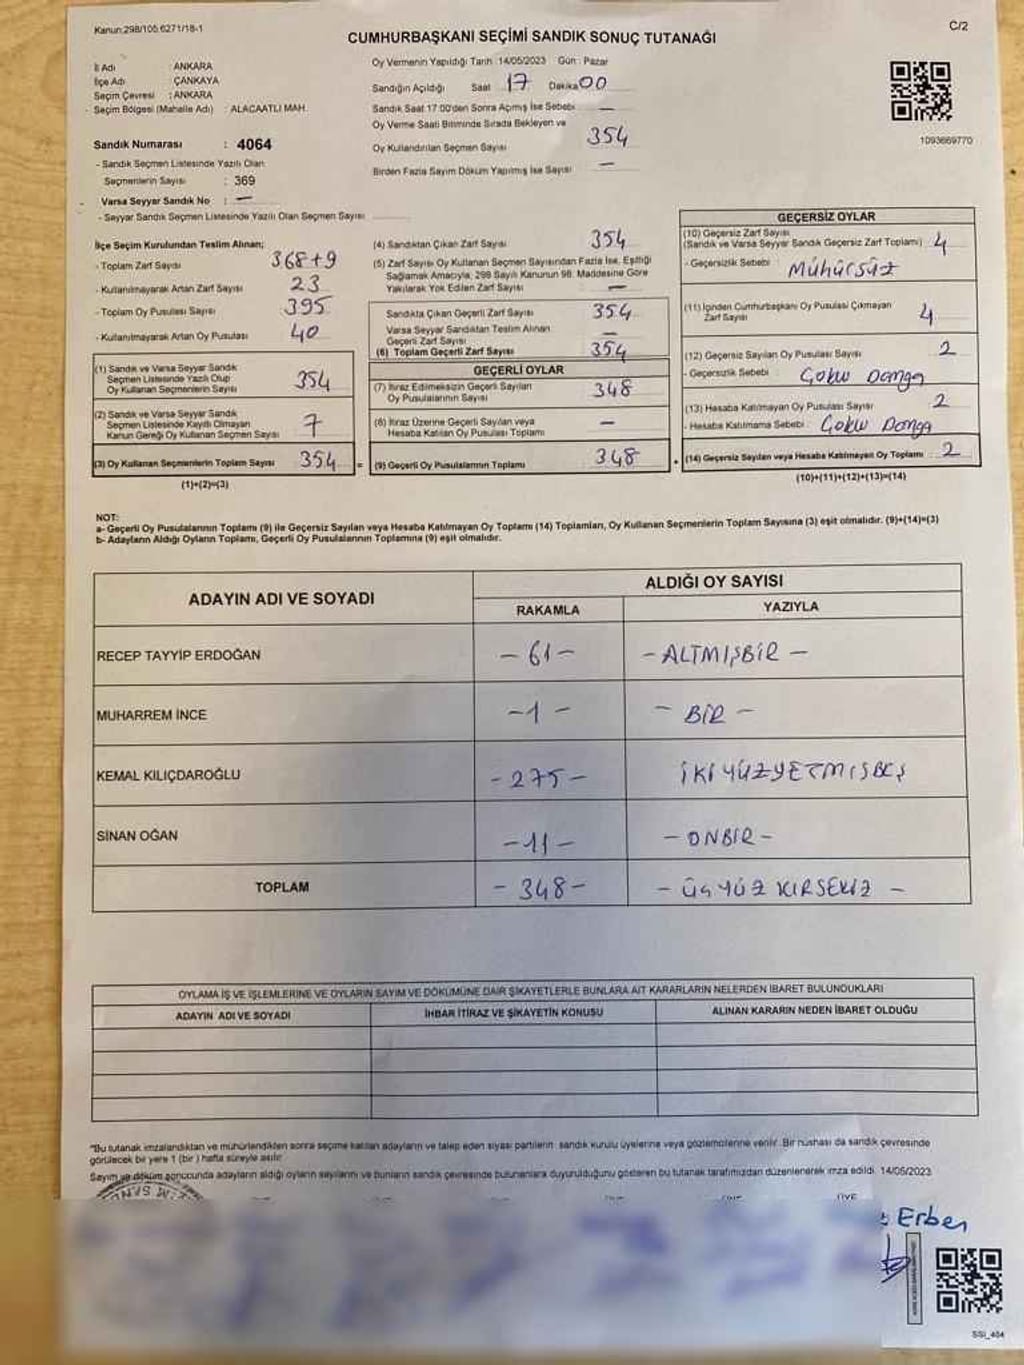 Kanun:298/105.6271/18-1
C/2
CUMHURBAŞKANI SEÇİMİ SANDIK SONUÇ TUTANAĞI
İl Adı : ANKARA
İlçe Adı : ÇANKAYA
Seçim Çevresi : ANKARA
Seçim Bölgesi (Mahalle Adı) : ALACAATLI MAH.
Sandık Numarası : 4064
- Sandık Seçmen Listesinde Yazılı Olan
Seçmenlerin Sayısı : 369
Varsa Seyyar Sandık No : —
- Seyyar Sandık Seçmen Listesinde Yazılı Olan Seçmen Sayısı
Oy Vermenin Yapıldığı Tarih :14/05/2023 Gün : Pazar
Sandığın Açıldığı Saat 17 Dakika 00
Sandık Saat 17:00'den Sonra Açılmış İse Sebebi —
Oy Verme Saati Bitiminde Sırada Bekleyen ve
Oy Kullandırılan Seçmen Sayısı 354
Birden Fazla Sayım Döküm Yapılmış İse Sayısı —
1093669770
İlçe Seçim Kurulundan Teslim Alınan;
- Toplam Zarf Sayısı 368+9
- Kullanılmayarak Artan Zarf Sayısı 23
- Toplam Oy Pusulası Sayısı 395
- Kullanılmayarak Artan Oy Pusulası 40
(1) Sandık ve Varsa Seyyar Sandık
Seçmen Listesinde Yazılı Olup
Oy Kullanan Seçmenlerin Sayısı 354
(2) Sandık ve Varsa Seyyar Sandık
Seçmen Listesinde Kayıtlı Olmayan
Kanun Gereği Oy Kullanan Seçmen Sayısı 7
(3) Oy Kullanan Seçmenlerin Toplam Sayısı 354 =
(1)+(2)=(3)
(4) Sandıktan Çıkan Zarf Sayısı 354
(5) Zarf Sayısı Oy Kullanan Seçmen Sayısından Fazla İse, Eşitliği
Sağlamak Amacıyla; 298 Sayılı Kanunun 98. Maddesine Göre
Yakılarak Yok Edilen Zarf Sayısı —
Sandıkta Çıkan Geçerli Zarf Sayısı 354
Varsa Seyyar Sandıktan Teslim Alınan
Geçerli Zarf Sayısı —
(6) Toplam Geçerli Zarf Sayısı 354
GEÇERLİ OYLAR
(7) İtiraz Edilmeksizin Geçerli Sayılan
Oy Pusulalarının Sayısı 348
(8) İtiraz Üzerine Geçerli Sayılan veya
Hesaba Katılan Oy Pusulası Toplamı —
(9) Geçerli Oy Pusulalarının Toplamı 348 +
GEÇERSİZ OYLAR
(10) Geçersiz Zarf Sayısı
(Sandık ve Varsa Seyyar Sandık Geçersiz Zarf Toplamı) 4
- Geçersizlik Sebebi : Mühürsüz
(11) İçinden Cumhurbaşkanı Oy Pusulası Çıkmayan
Zarf Sayısı 4
(12) Geçersiz Sayılan Oy Pusulası Sayısı 2
- Geçersizlik Sebebi :
(13) Hesaba Katılmayan Oy Pusulası Sayısı 2
- Hesaba Katılmama Sebebi :
(14) Geçersiz Sayılan veya Hesaba Katılmayan Oy Toplamı 2
(10)+(11)+(12)+(13)=(14)
NOT:
a- Geçerli Oy Pusulalarının Toplamı (9) ile Geçersiz Sayılan veya Hesaba Katılmayan Oy Toplamı (14) Toplamları, Oy Kullanan Seçmenlerin Toplam Sayısına (3) eşit olmalıdır. (9)+(14)=(3)
b- Adayların Aldığı Oyların Toplamı, Geçerli Oy Pusulalarının Toplamına (9) eşit olmalıdır.
ADAYIN ADI VE SOYADI
ALDIĞI OY SAYISI
RAKAMLA YAZIYLA
RECEP TAYYİP ERDOĞAN - 61 - - ALTMIŞBİR -
MUHARREM İNCE - 1 - - BİR -
KEMAL KILIÇDAROĞLU - 275 - İKİYÜZYETMİŞBEŞ
SİNAN OĞAN - 11 - - ONBİR -
TOPLAM - 348 - - ÜÇYÜZ KIRSEKİZ -
OYLAMA İŞ VE İŞLEMLERİNE VE OYLARIN SAYIM VE DÖKÜMÜNE DAİR ŞİKAYETLERLE BUNLARA AİT KARARLARIN NELERDEN İBARET BULUNDUKLARI
ADAYIN ADI VE SOYADI İHBAR İTİRAZ VE ŞİKAYETİN KONUSU ALINAN KARARIN NEDEN İBARET OLDUĞU
"Bu tutanak imzalandıktan ve mühürlendikten sonra seçime katılan adayların ve talep eden siyasi partilerin sandık kurulu üyelerine veya gözlemcilerine verilir. Bir nüshası da sandık çevresinde
görülecek bir yere 1 (bir) hafta süreyle asılır.
Sayım ve döküm sonucunda adayların aldığı oyların sayılarını ve bunların sandık çevresinde bulunanlara duyurulduğunu gösteren bu tutanak tarafımızdan düzenlenerek imza edildi. 14/05/2023
ÜYE
Erben
SSİ_404